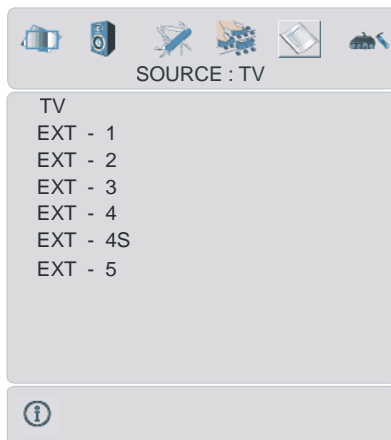 SOURCE : TV
TV
EXT - 1
EXT - 2
EXT - 3
EXT - 4
EXT - 4S
EXT - 5